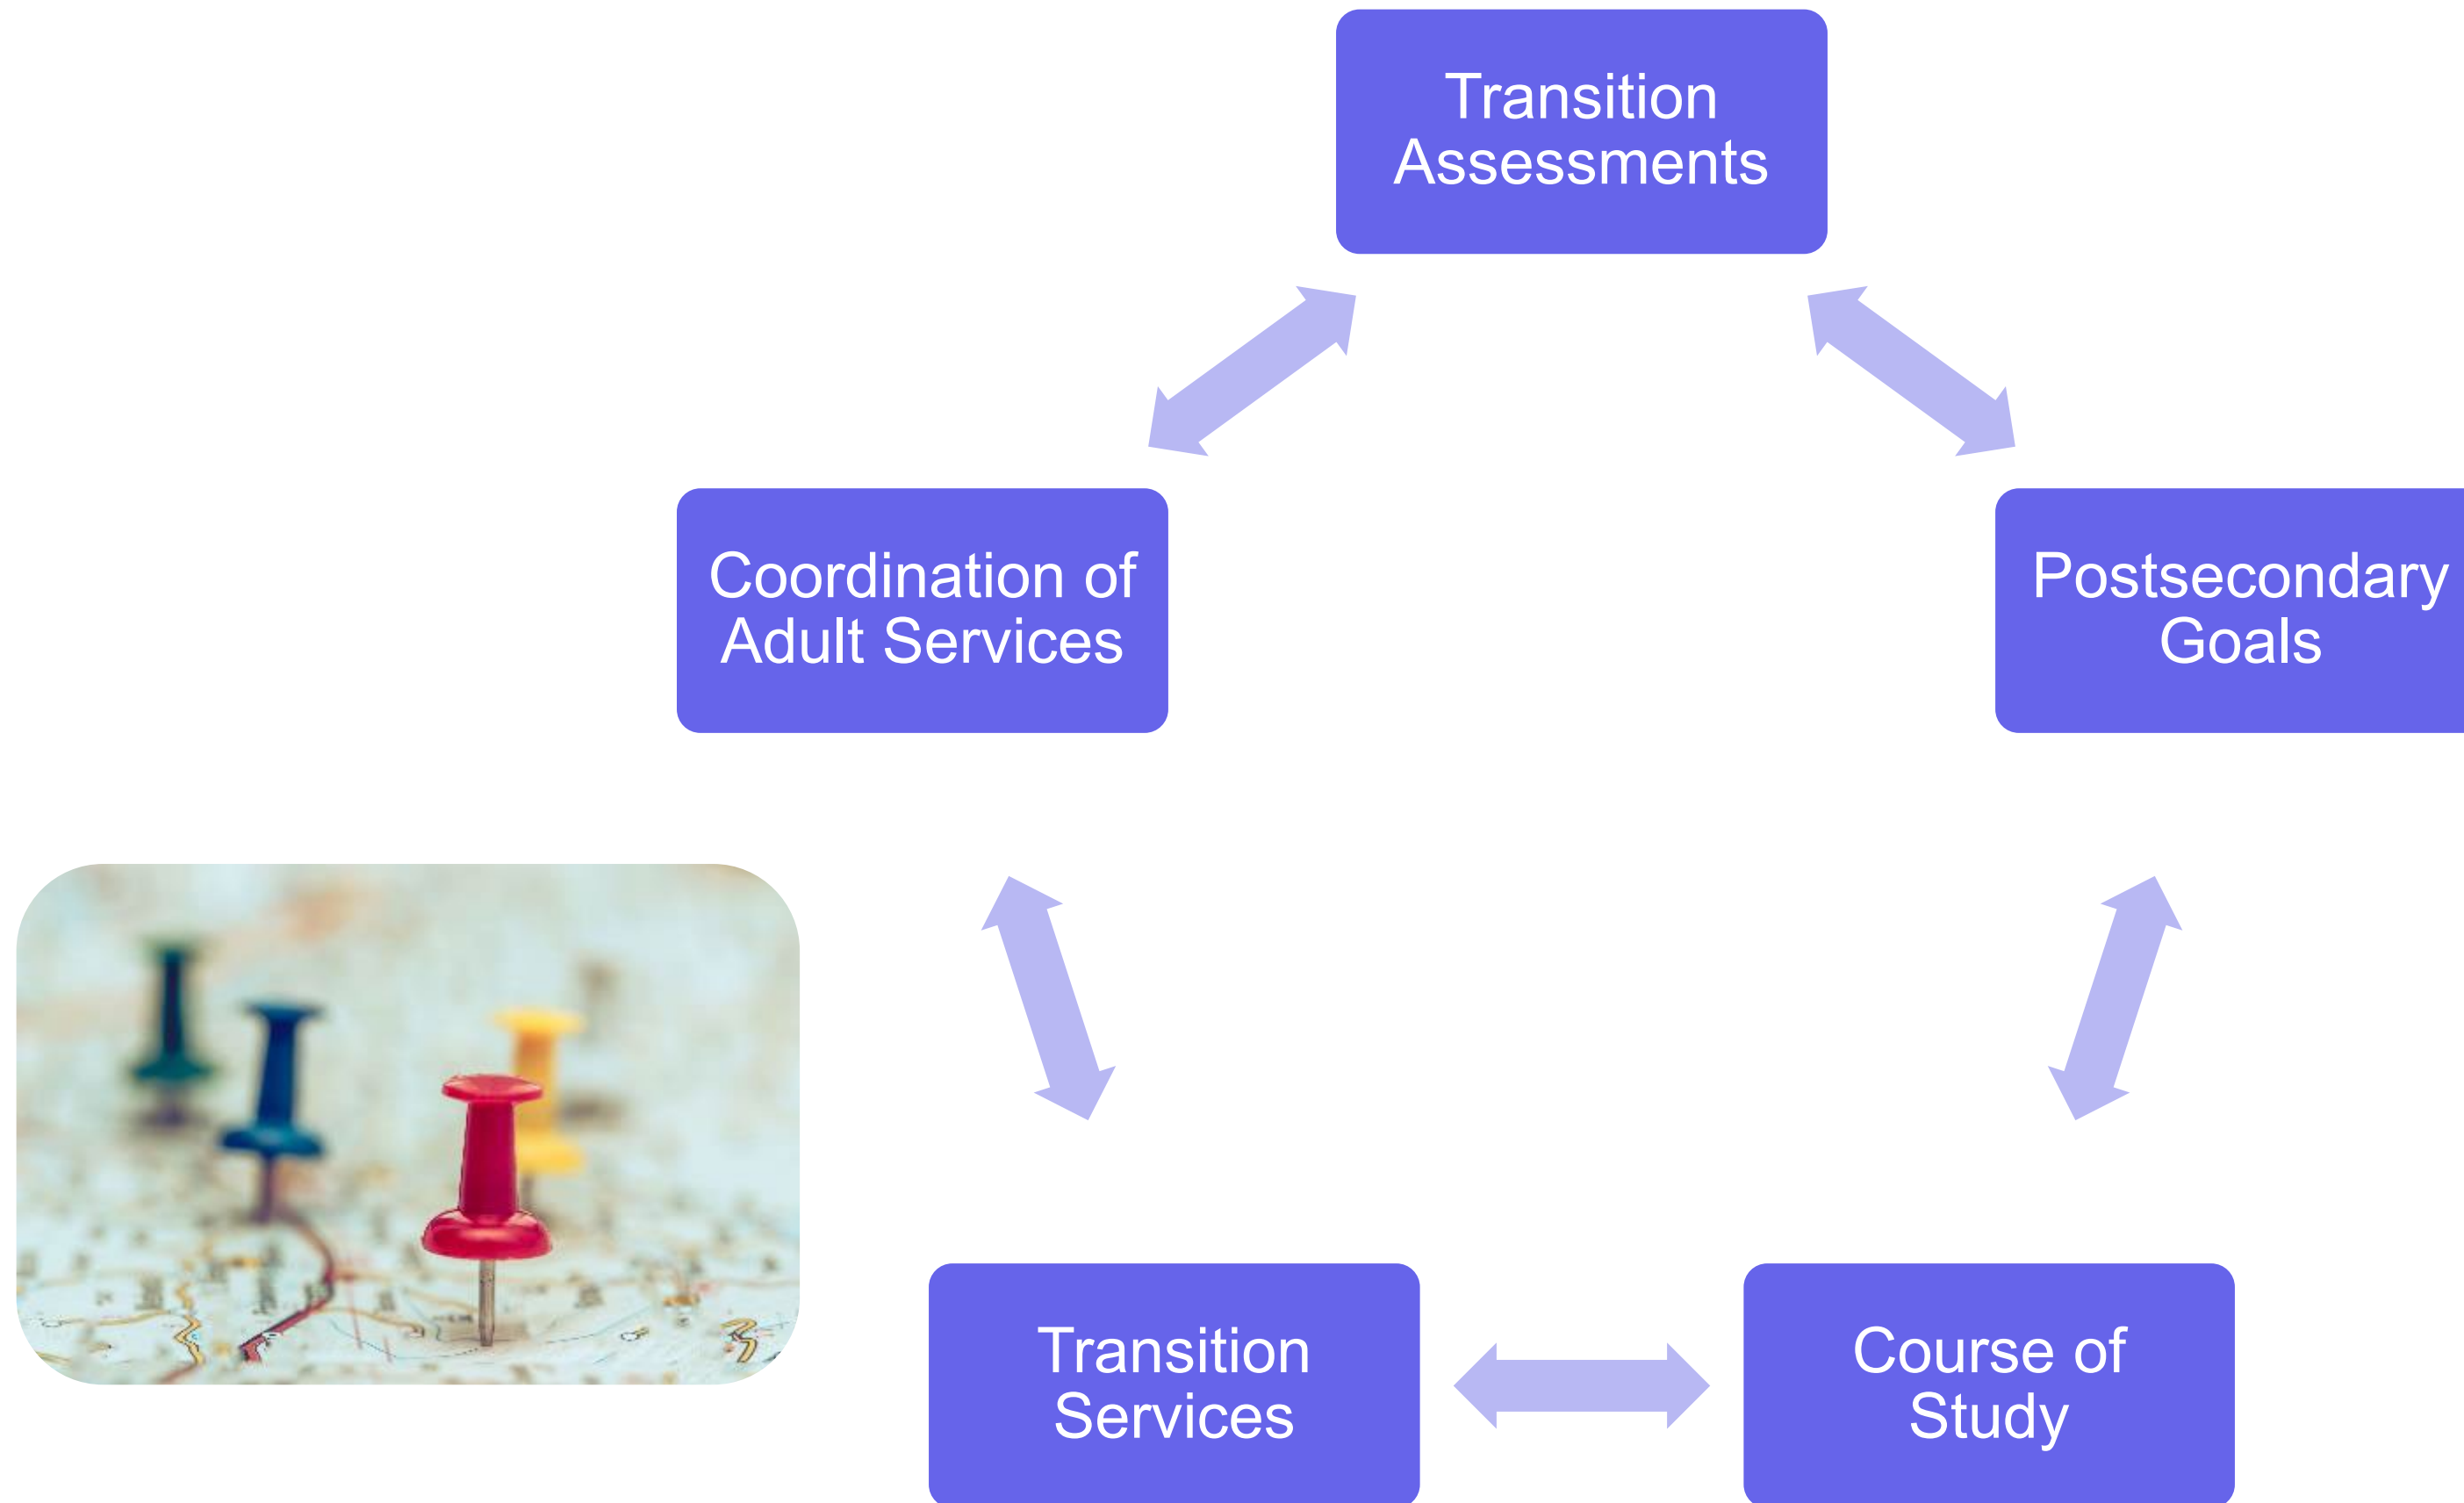 Transition
Assessments
Coordination of
Adult Services
Postsecondary
Goals
Transition
Services
Course of
Study